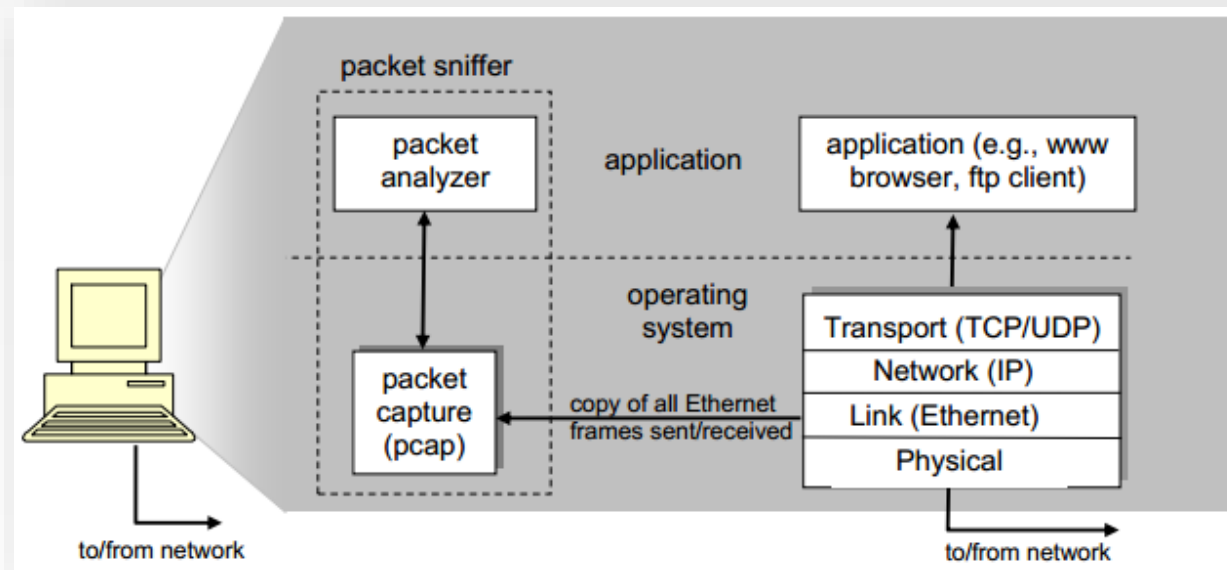 packet sniffer
packet
analyzer
application
application (e.g., www
browser, ftp client)
operating
system
packet
capture
(pcap)
copy of all Ethernet
frames sent/received
Transport (TCP/UDP)
Network (IP)
Link (Ethernet)
Physical
to/from network
to/from network